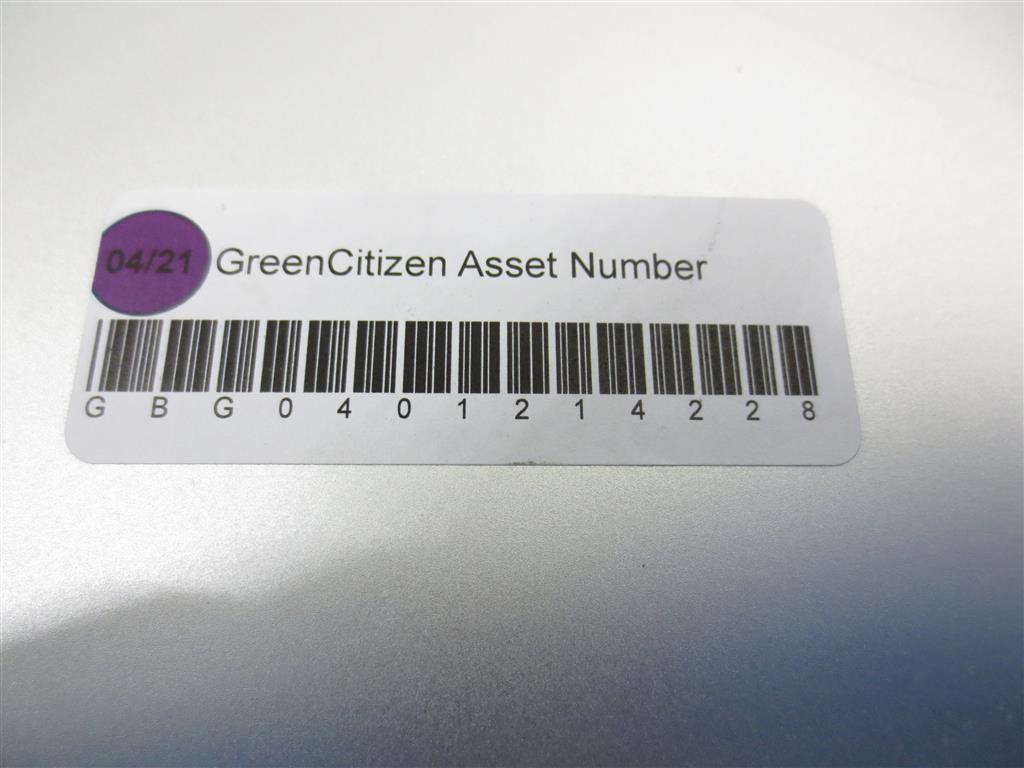 04/21 GreenCitizen Asset Number
G B G 0 4 0 1 2 1 4 2 2 8